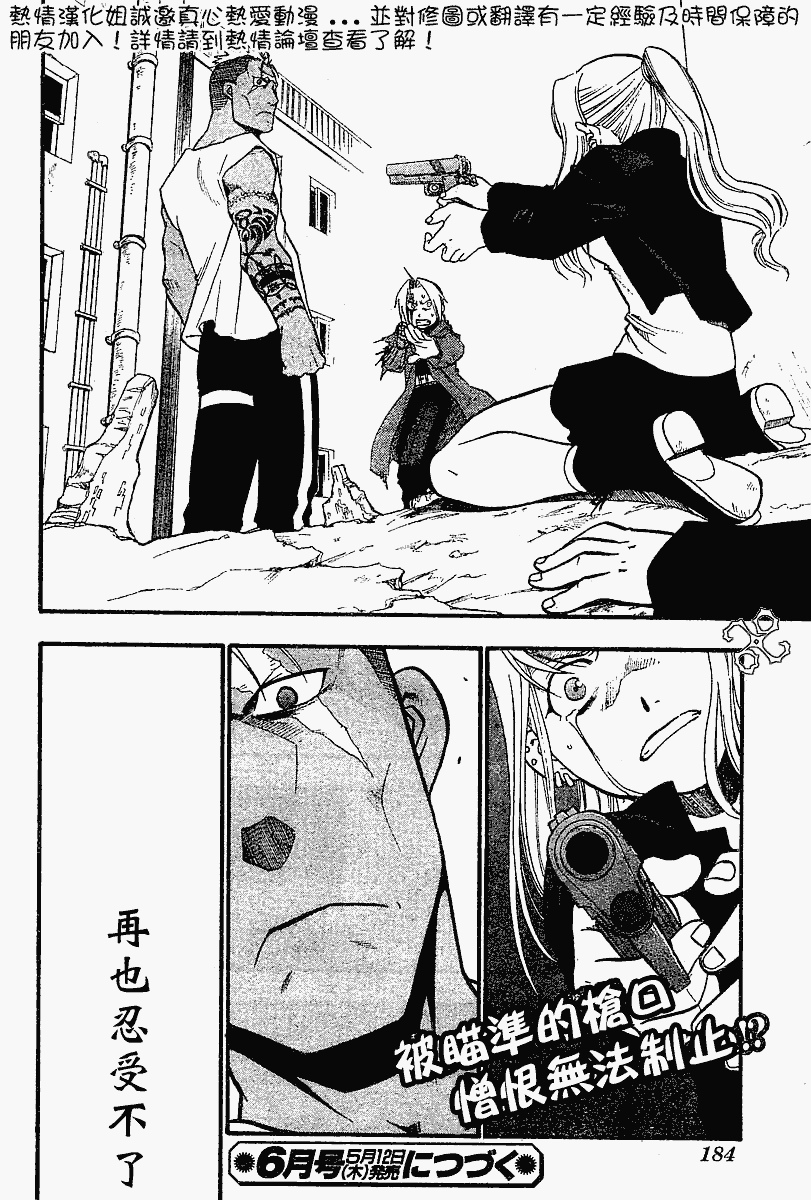 熱情漢化姐誠邀真心熱愛動漫...並對修圖或翻譯有一定經驗及時間保障的
朋友加入！詳情請到熱情論壇查看了解！
被瞄準的槍口
憎恨無法制止!?
再也忍受不了
6月号5月12日(木)発売につづく
184